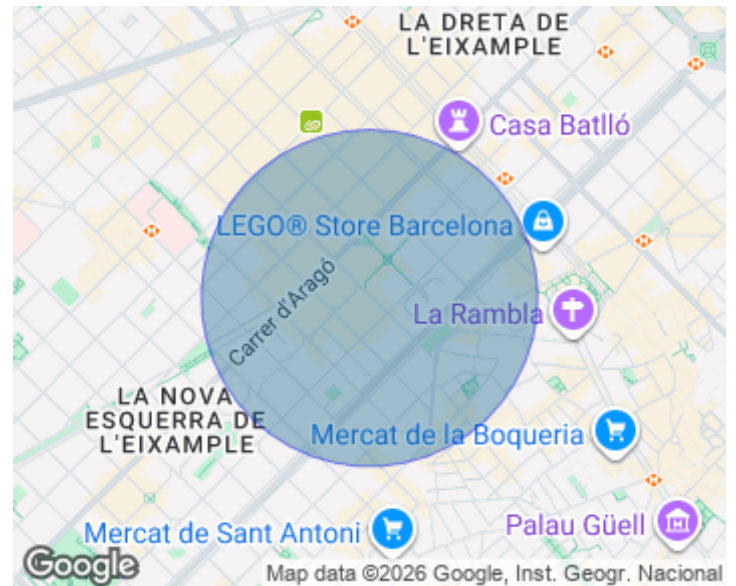 LA DRETA DE
L'EIXAMPLE
Casa Batlló
LEGO® Store Barcelona
Carrer d'Aragó
La Rambla
LA NOVA
ESQUERRA DE
L'EIXAMPLE
Mercat de la Boqueria
Mercat de Sant Antoni
Palau Güell
Google
Map data ©2026 Google, Inst. Geogr. Nacional